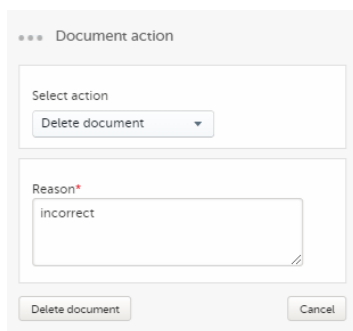 Document action
Select action
Delete document
Reason*
incorrect
Delete document
Cancel